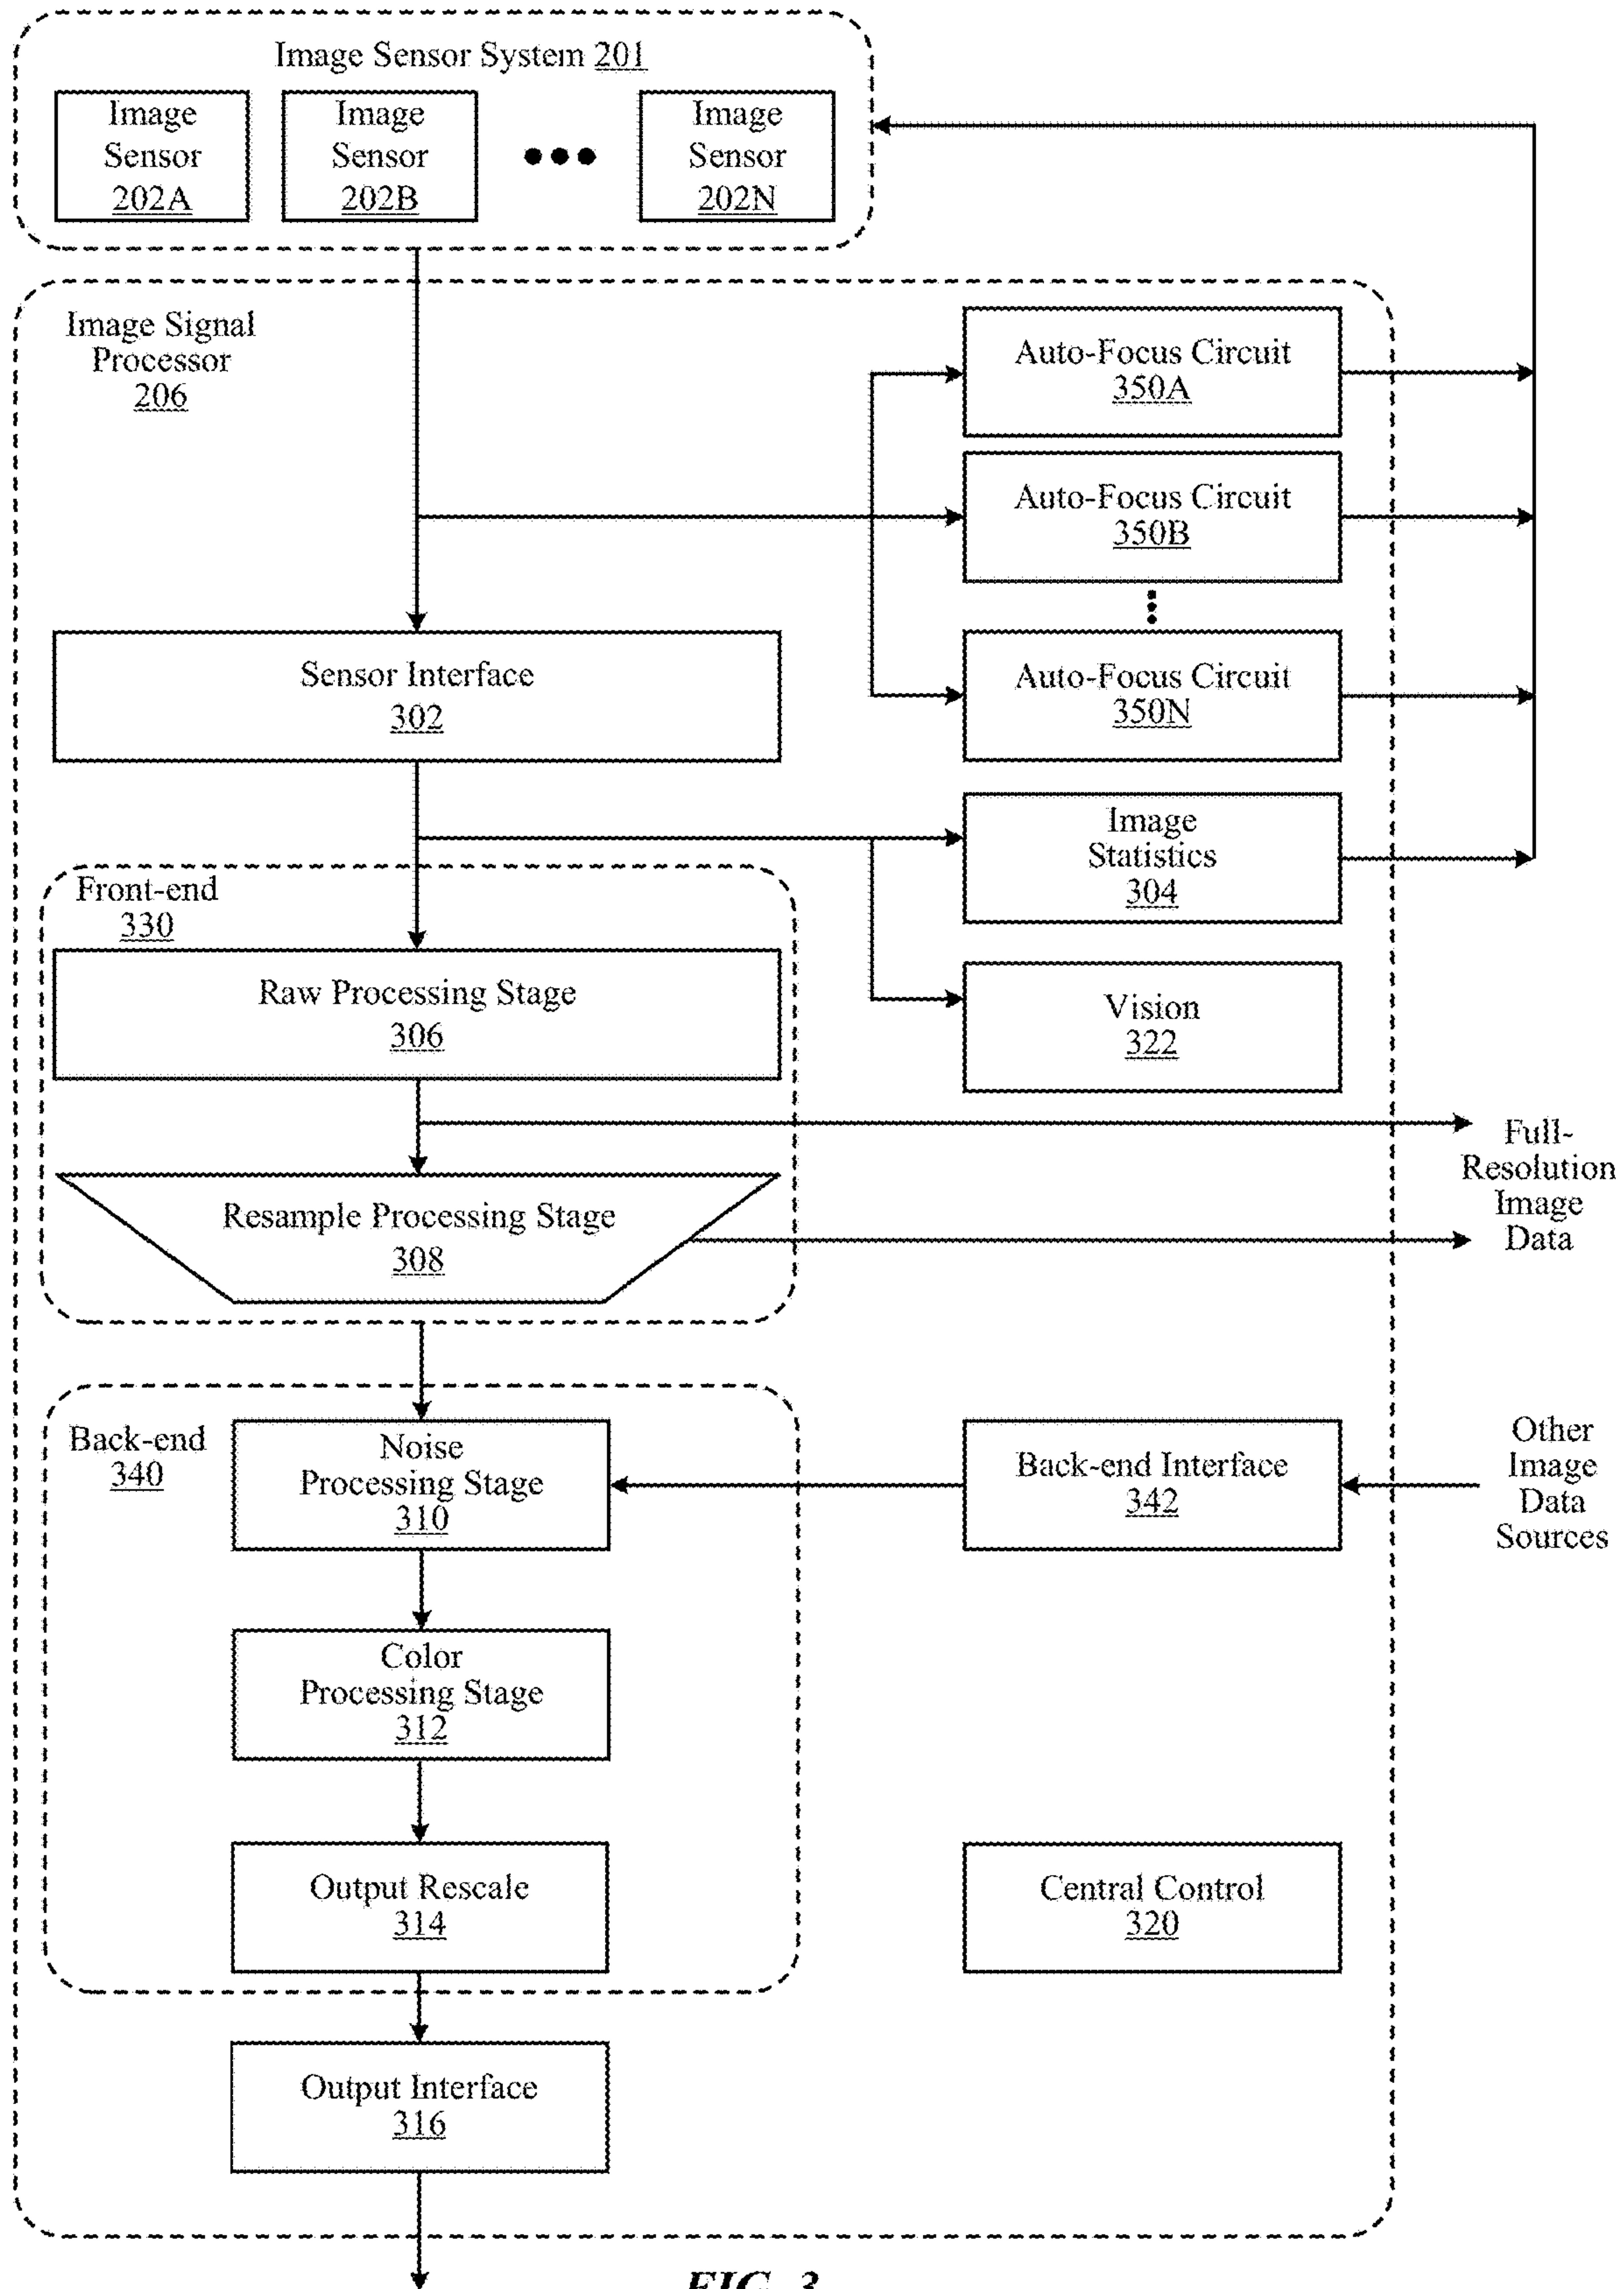 Image Sensor System 201
Image
Sensor
202A
Image
Sensor
202B
Image
Sensor
202N
Image Signal
Processor
206
Auto-Focus Circuit
350A
Auto-Focus Circuit
350B
Sensor Interface
302
Auto-Focus Circuit
350N
Image
Statistics
304
Front-end
330
Raw Processing Stage
306
Vision
322
Full-
Resolution
Image
Data
Resample Processing Stage
308
Back-end
340
Noise
Processing Stage
310
Back-end Interface
342
Other
Image
Data
Sources
Color
Processing Stage
312
Output Rescale
314
Central Control
320
Output Interface
316
FIG. 3